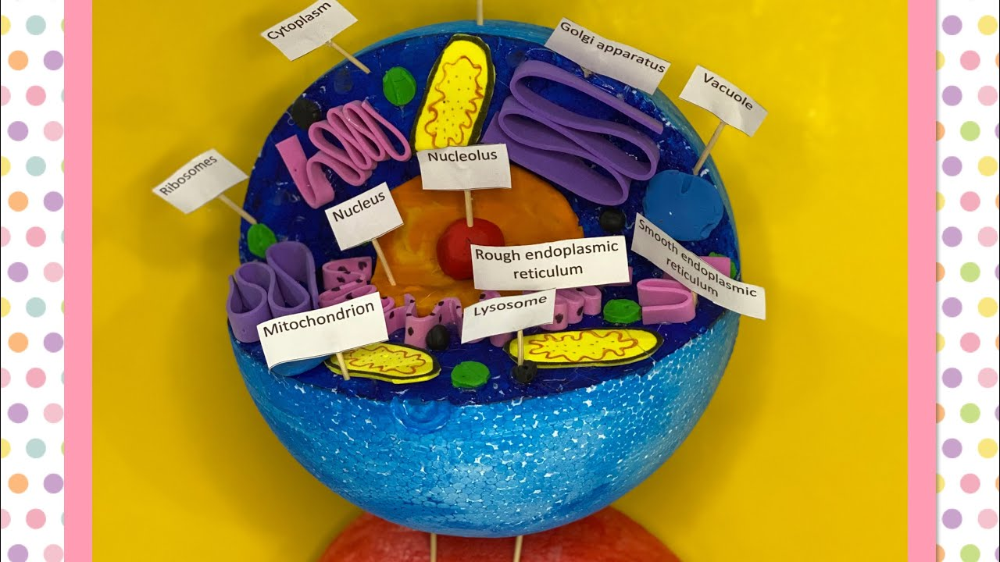 Cytoplasm
Golgi apparatus
Vacuole
Ribosomes
Nucleolus
Nucleus
Rough endoplasmic
reticulum
Smooth endoplasmic
reticulum
Mitochondrion
Lysosome